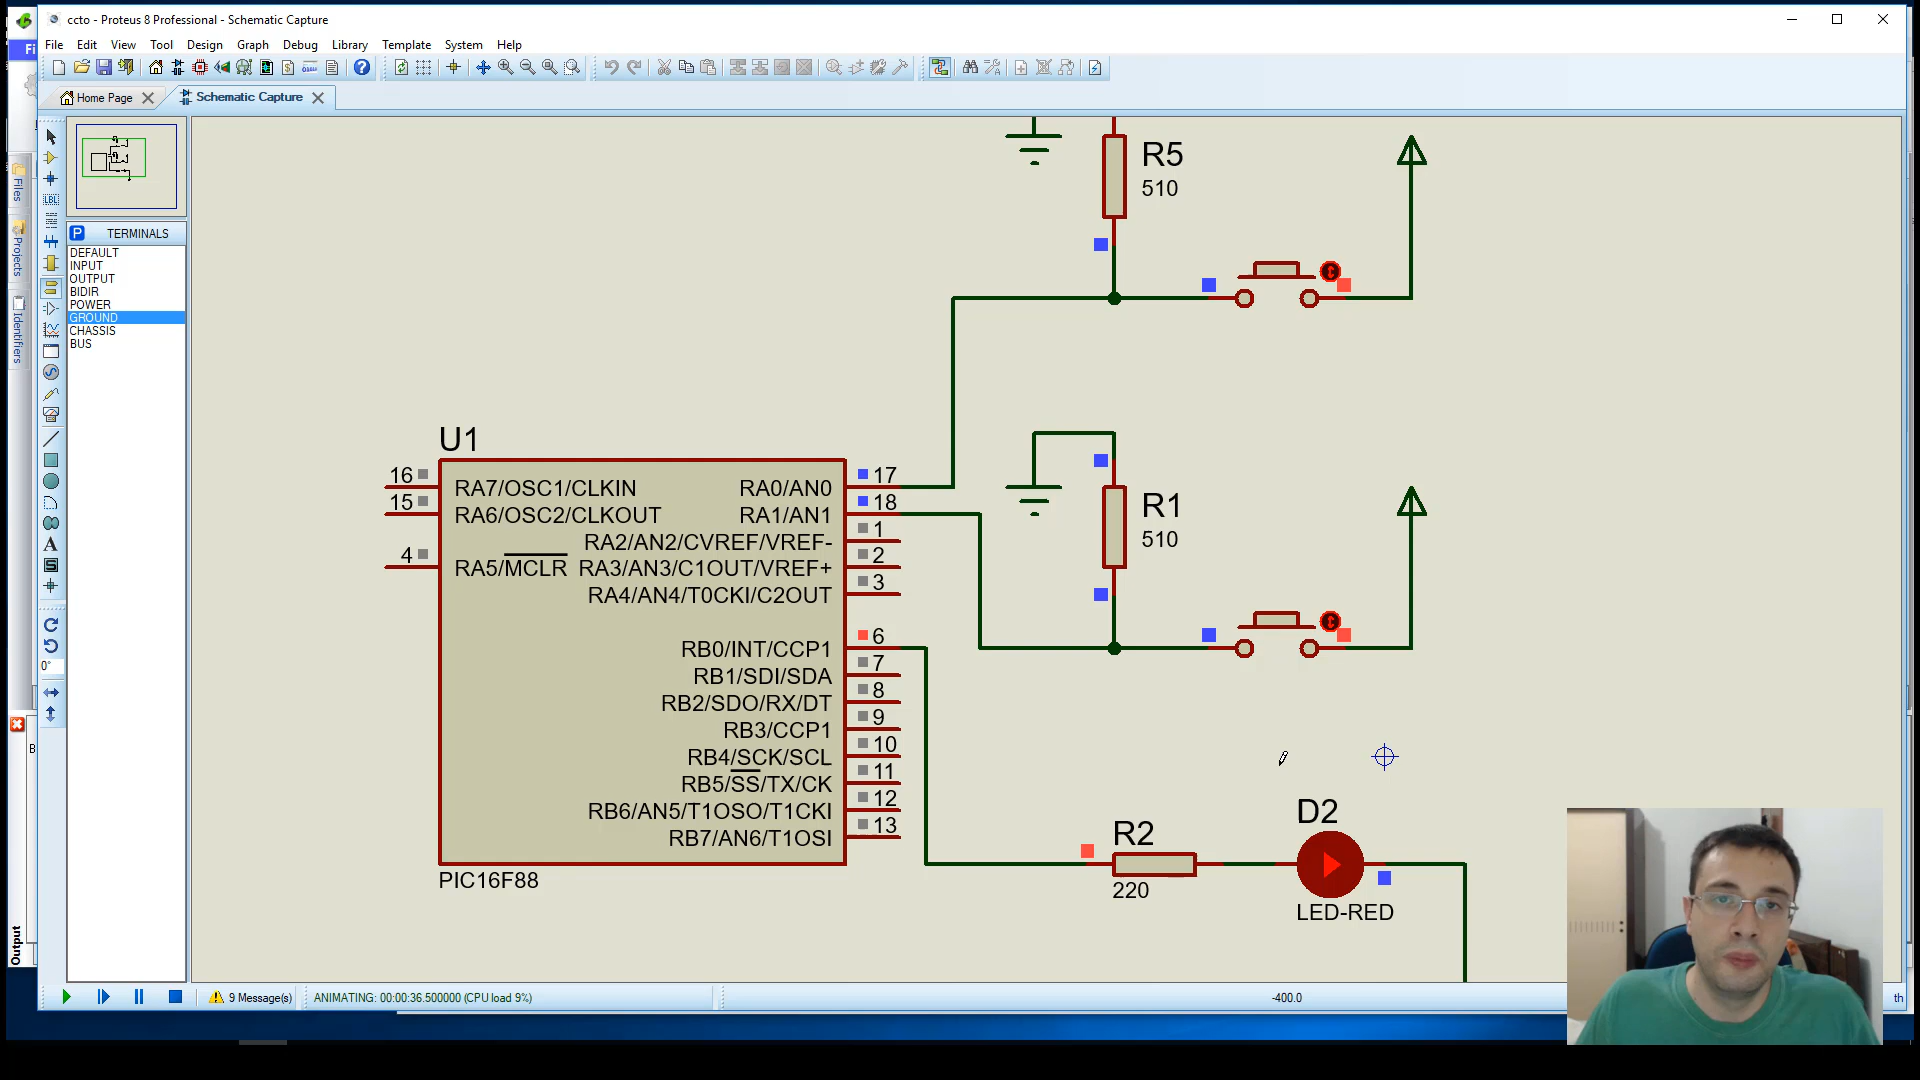 ccto - Proteus 8 Professional - Schematic Capture
Fi
File Edit View Tool Design Graph Debug Library Template System Help
Home Page
Schematic Capture
Files
Projects
Identifiers
Output
B
LBL
A
S
0°
P TERMINALS
DEFAULT
INPUT
OUTPUT
BIDIR
POWER
GROUND
CHASSIS
BUS
R5
510
U1
16 RA7/OSC1/CLKIN RA0/AN0 17
15 RA6/OSC2/CLKOUT RA1/AN1 18
RA2/AN2/CVREF/VREF- 1
4 RA5/MCLR RA3/AN3/C1OUT/VREF+ 2
RA4/AN4/T0CKI/C2OUT 3
RB0/INT/CCP1 6
RB1/SDI/SDA 7
RB2/SDO/RX/DT 8
RB3/CCP1 9
RB4/SCK/SCL 10
RB5/SS/TX/CK 11
RB6/AN5/T1OSO/T1CKI 12
RB7/AN6/T1OSI 13
PIC16F88
R1
510
R2
220
D2
LED-RED
9 Message(s)
ANIMATING: 00:00:36.500000 (CPU load 9%)
-400.0
th